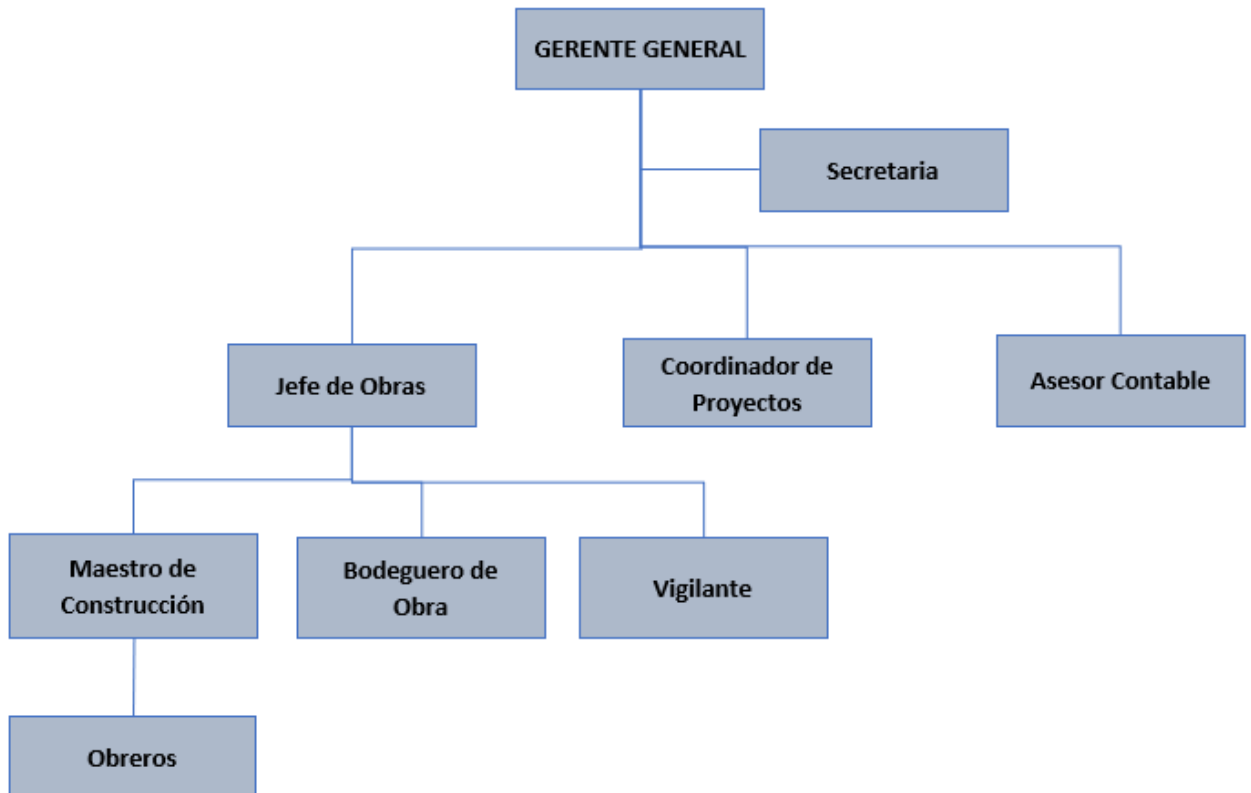 GERENTE GENERAL
Secretaria
Jefe de Obras
Coordinador de
Proyectos
Asesor Contable
Maestro de
Construcción
Bodeguero de
Obra
Vigilante
Obreros